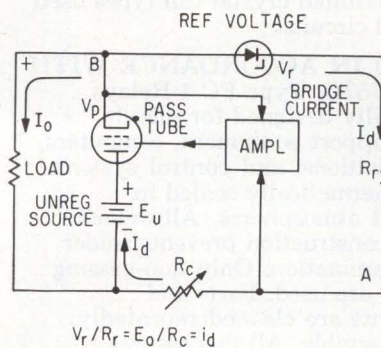 REF VOLTAGE
+
B
Vr
Vp
PASS TUBE
BRIDGE CURRENT
Io
Id
AMPL
Rr
LOAD
UNREG SOURCE
+
Eu
−
Id
Rc
A
Vr/Rr=Eo/Rc=id